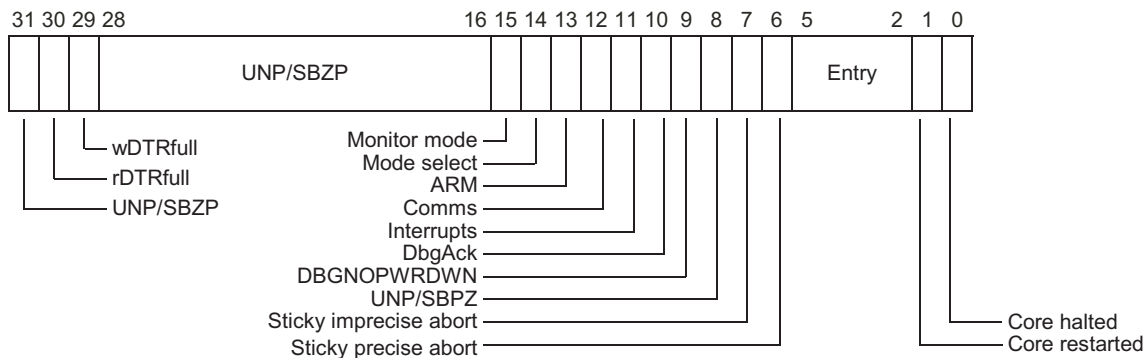 31 30 29 28 16 15 14 13 12 11 10 9 8 7 6 5 2 1 0
UNP/SBZP Entry
wDTRfull
rDTRfull
UNP/SBZP
Monitor mode
Mode select
ARM
Comms
Interrupts
DbgAck
DBGNOPWRDWN
UNP/SBPZ
Sticky imprecise abort
Sticky precise abort
Core halted
Core restarted